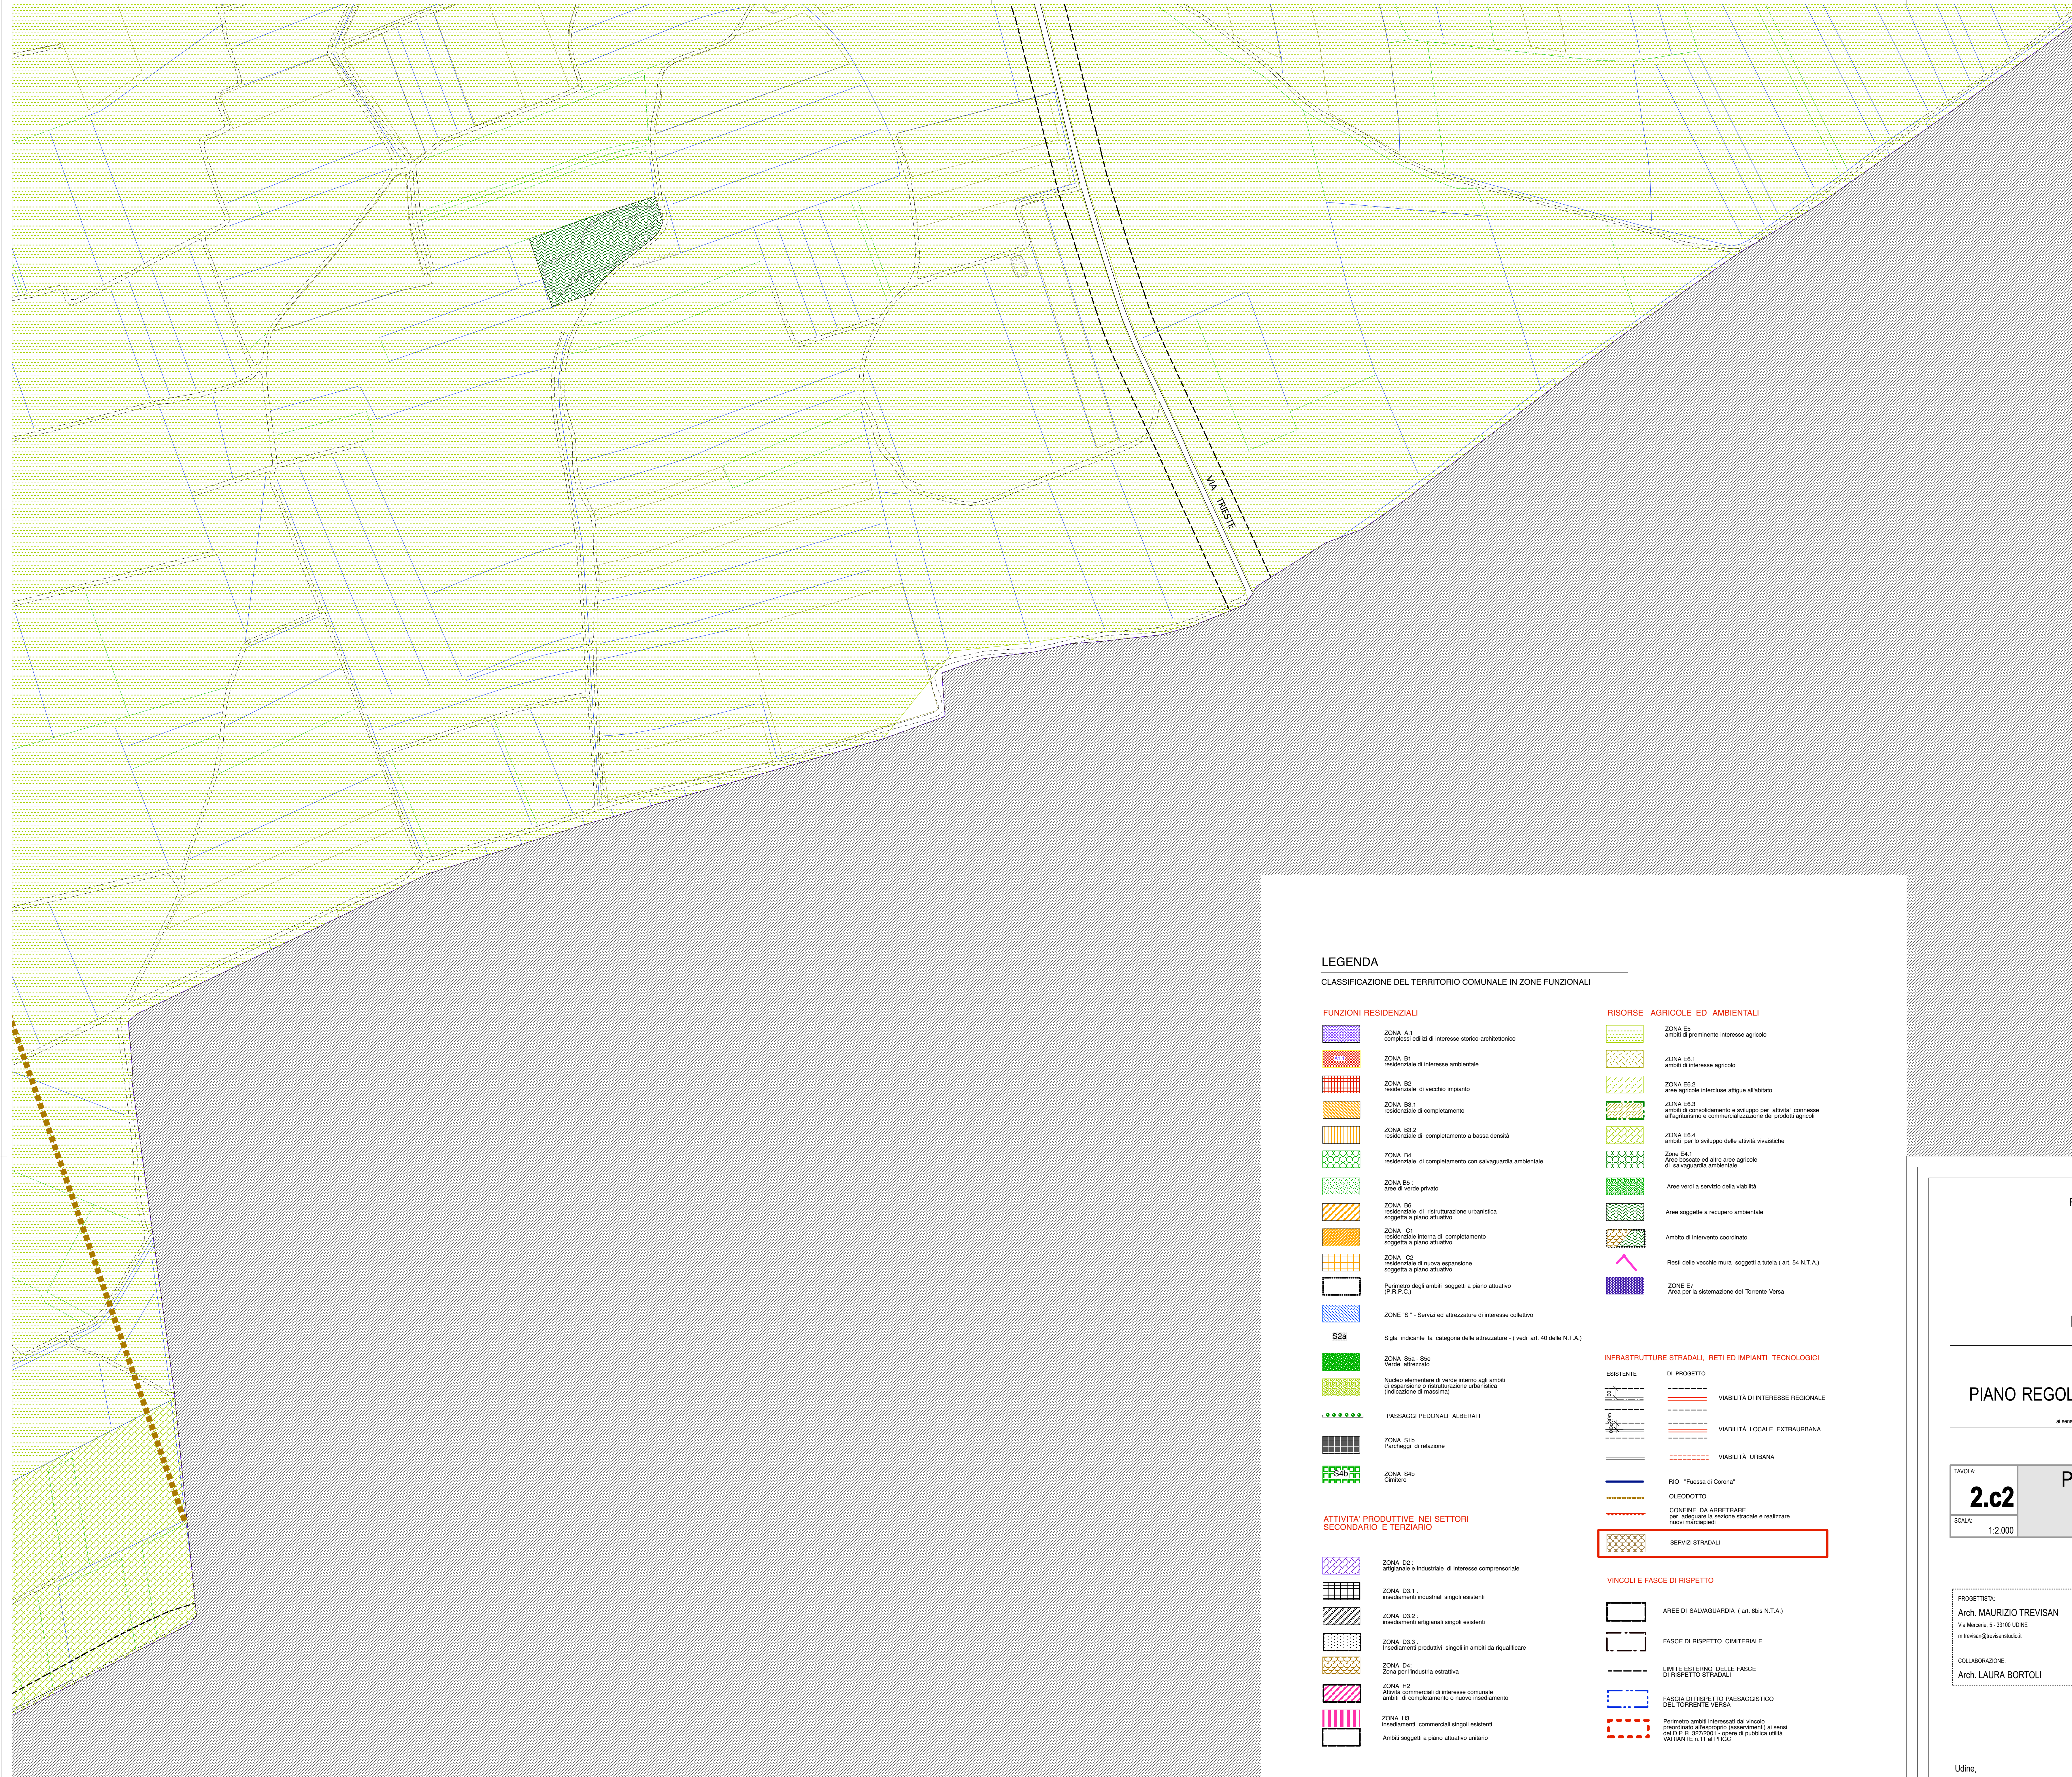 VIA TRIESTE
LEGENDA
CLASSIFICAZIONE DEL TERRITORIO COMUNALE IN ZONE FUNZIONALI
FUNZIONI RESIDENZIALI
ZONA A.1
complessi edilizi di interesse storico-architettonico
ZONA B1
residenziale di interesse ambientale
ZONA B2
residenziale di vecchio impianto
ZONA B3.1
residenziale di completamento
ZONA B3.2
residenziale di completamento a bassa densità
ZONA B4
residenziale di completamento con salvaguardia ambientale
ZONA B5 :
aree di verde privato
ZONA B6
residenziale di ristrutturazione urbanistica
soggetta a piano attuativo
ZONA C1
residenziale interna di completamento
soggetta a piano attuativo
ZONA C2
residenziale di nuova espansione
soggetta a piano attuativo
Perimetro degli ambiti soggetti a piano attuativo
(P.R.P.C.)
ZONE "S " - Servizi ed attrezzature di interesse collettivo
S2a
Sigla indicante la categoria delle attrezzature - ( vedi art. 40 delle N.T.A.)
ZONA S5a - S5e
Verde attrezzato
Nucleo elementare di verde interno agli ambiti
di espansione o ristrutturazione urbanistica
(indicazione di massima)
PASSAGGI PEDONALI ALBERATI
ZONA S1b
Parcheggi di relazione
S4b
ZONA S4b
Cimitero
ATTIVITA' PRODUTTIVE NEI SETTORI
SECONDARIO E TERZIARIO
ZONA D2 :
artigianale e industriale di interesse comprensoriale
ZONA D3.1 :
insediamenti industriali singoli esistenti
ZONA D3.2 :
insediamenti artigianali singoli esistenti
ZONA D3.3 :
Insediamenti produttivi singoli in ambiti da riqualificare
ZONA D4:
Zona per l'industria estrattiva
ZONA H2
Attività commerciali di interesse comunale
ambiti di completamento o nuovo insediamento
ZONA H3
insediamenti commerciali singoli esistenti
Ambiti soggetti a piano attuativo unitario
RISORSE AGRICOLE ED AMBIENTALI
ZONA E5
ambiti di preminente interesse agricolo
ZONA E6.1
ambiti di interesse agricolo
ZONA E6.2
aree agricole intercluse attigue all'abitato
ZONA E6.3
ambiti di consolidamento e sviluppo per attivita' connesse
all'agriturismo e commercializzazione dei prodotti agricoli
ZONA E6.4
ambiti per lo sviluppo delle attività vivaistiche
Zone E4.1
Aree boscate ed altre aree agricole
di salvaguardia ambientale
Aree verdi a servizio della viabilità
Aree soggette a recupero ambientale
Ambito di intervento coordinato
Resti delle vecchie mura soggetti a tutela ( art. 54 N.T.A.)
ZONE E7
Area per la sistemazione del Torrente Versa
INFRASTRUTTURE STRADALI, RETI ED IMPIANTI TECNOLOGICI
ESISTENTE
DI PROGETTO
VIABILITÀ DI INTERESSE REGIONALE
VIABILITÀ LOCALE EXTRAURBANA
VIABILITÀ URBANA
RIO "Fuessa di Corona"
OLEODOTTO
CONFINE DA ARRETRARE
per adeguare la sezione stradale e realizzare
nuovi marciapiedi
SERVIZI STRADALI
VINCOLI E FASCE DI RISPETTO
AREE DI SALVAGUARDIA ( art. 8bis N.T.A.)
FASCE DI RISPETTO CIMITERIALE
LIMITE ESTERNO DELLE FASCE
DI RISPETTO STRADALI
FASCIA DI RISPETTO PAESAGGISTICO
DEL TORRENTE VERSA
Perimetro ambiti interessati dal vincolo
preordinato all'esproprio (asservimenti) ai sensi
del D.P.R. 327/2001 - opere di pubblica utilità
VARIANTE n.11 al PRGC
PIANO REGOL
ai sens
TAVOLA:
2.c2
P
SCALA:
1:2.000
PROGETTISTA:
Arch. MAURIZIO TREVISAN
Via Mercerie, 5 - 33100 UDINE
m.trevisan@trevisanstudio.it
COLLABORAZIONE:
Arch. LAURA BORTOLI
Udine,